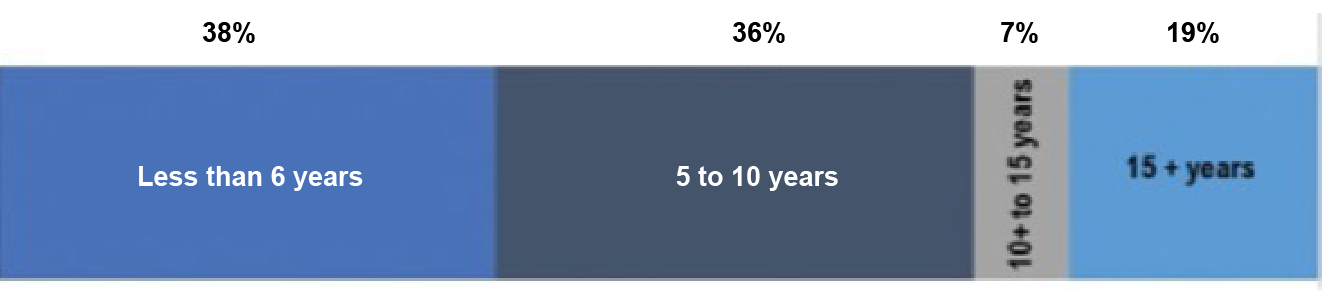 38% 36% 7% 19%
Less than 6 years
5 to 10 years
10+ to 15 years
15 + years